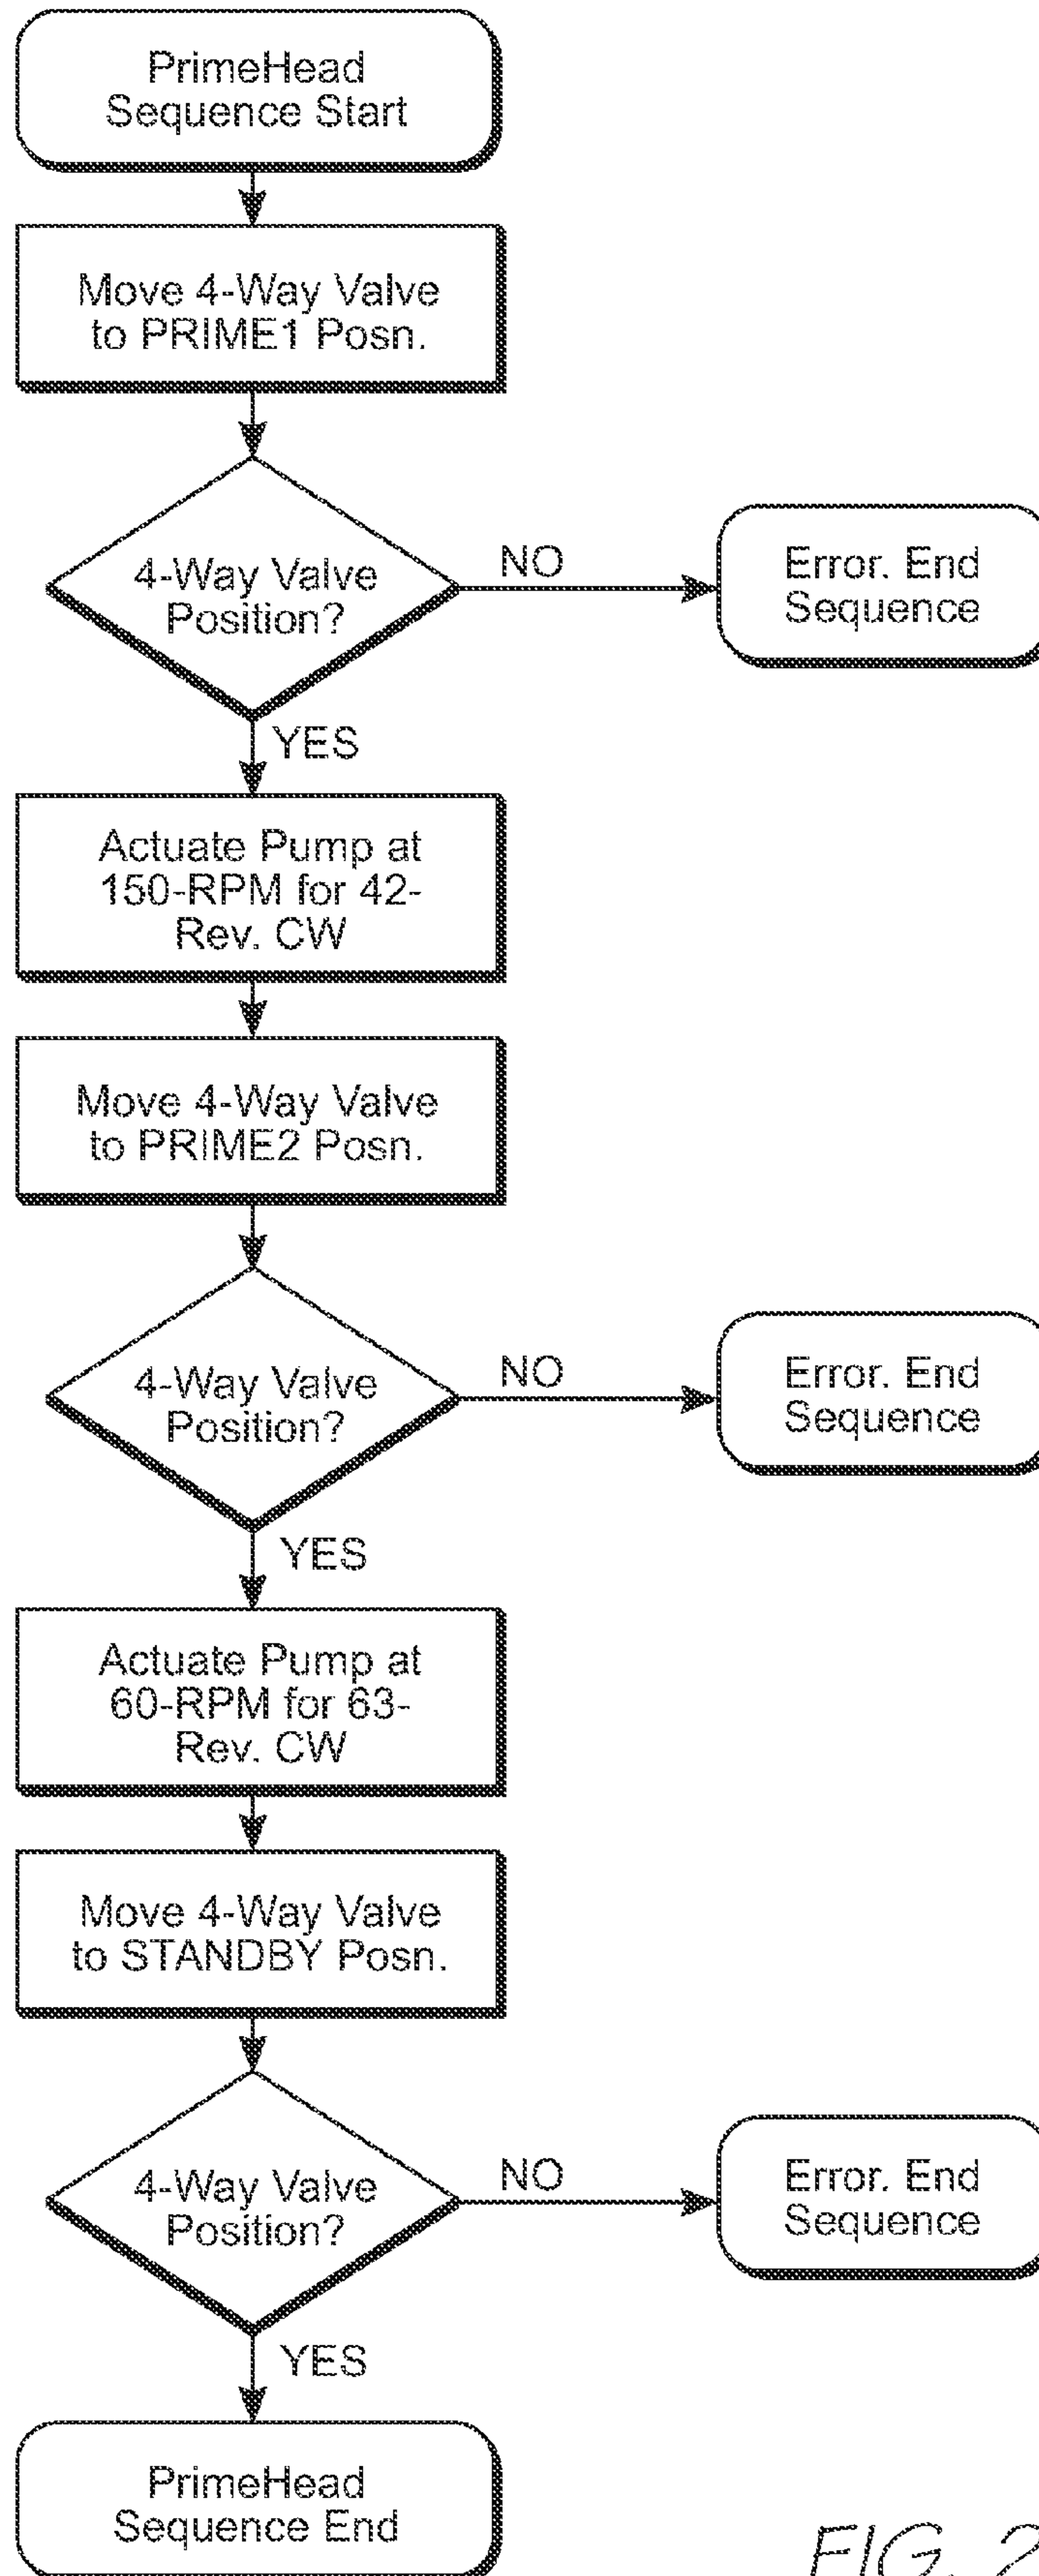 PrimeHead
Sequence Start
Move 4-Way Valve
to PRIME1 Posn.
4-Way Valve
Position?
NO
Error. End
Sequence
YES
Actuate Pump at
150-RPM for 42-
Rev. CW
Move 4-Way Valve
to PRIME2 Posn.
4-Way Valve
Position?
NO
Error. End
Sequence
YES
Actuate Pump at
60-RPM for 63-
Rev. CW
Move 4-Way Valve
to STANDBY Posn.
4-Way Valve
Position?
NO
Error. End
Sequence
YES
PrimeHead
Sequence End
FIG.